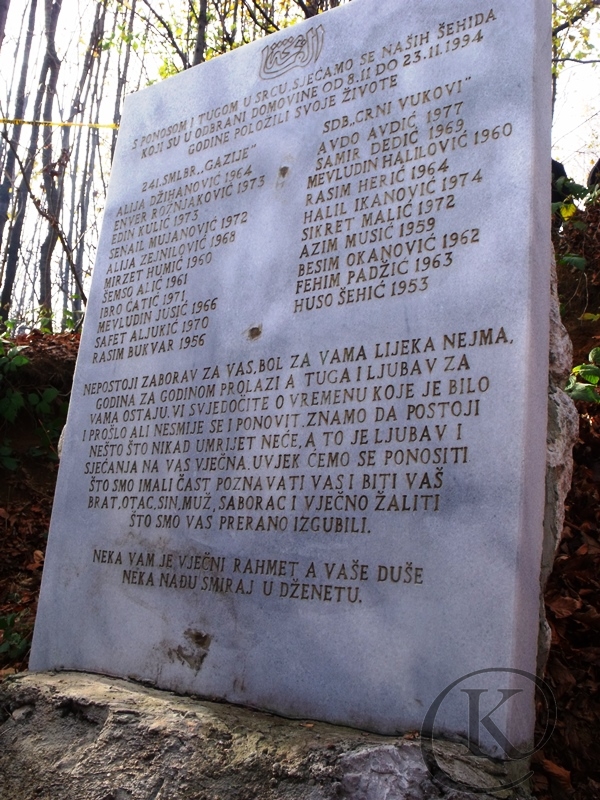 S PONOSOM I TUGOM U SRCU,SJEĆAMO SE NAŠIH ŠEHIDA
KOJI SU U ODBRANI DOMOVINE OD 8.11 DO 23.11.1994
GODINE POLOŽILI SVOJE ŽIVOTE
241.SMLBR.„GAZIJE"
ALIJA DŽIHANOVIĆ 1964
ENVER ROŽNJAKOVIĆ 1973
EDIN KULIĆ 1973
SENAIL MUJANOVIĆ 1972
ALIJA ZEJNILOVIĆ 1968
MIRZET HUMIĆ 1960
ŠEMSO ALIĆ 1961
IBRO ČATIĆ 1971
MEVLUDIN JUSIĆ 1966
SAFET ALJUKIĆ 1970
RASIM BUKVAR 1956
SDB„CRNI VUKOVI"
AVDO AVDIĆ 1977
SAMIR DEDIĆ 1969
MEVLUDIN HALILOVIĆ 1960
RASIM HERIĆ 1964
HALIL IKANOVIĆ 1974
SIKRET MALIĆ 1972
AZIM MUSIĆ 1959
BESIM OKANOVIĆ 1962
FEHIM PADŽIĆ 1963
HUSO ŠEHIĆ 1953
NEPOSTOJI ZABORAV ZA VAS,BOL ZA VAMA LIJEKA NEJMA,
GODINA ZA GODINOM PROLAZI A TUGA I LJUBAV ZA
VAMA OSTAJU.VI SVJEDOČITE O VREMENU KOJE JE BILO
I PROŠLO ALI NESMIJE SE I PONOVIT.ZNAMO DA POSTOJI
NEŠTO ŠTO NIKAD UMRIJET NEĆE,A TO JE LJUBAV I
SJEĆANJA NA VAS VJEČNA.UVJEK ĆEMO SE PONOSITI
ŠTO SMO IMALI ČAST POZNAVATI VAS I BITI VAŠ
BRAT,OTAC,SIN,MUŽ,SABORAC I VJEČNO ŽALITI
ŠTO SMO VAS PRERANO IZGUBILI.
NEKA VAM JE VJEČNI RAHMET A VAŠE DUŠE
NEKA NAĐU SMIRAJ U DŽENETU.
K